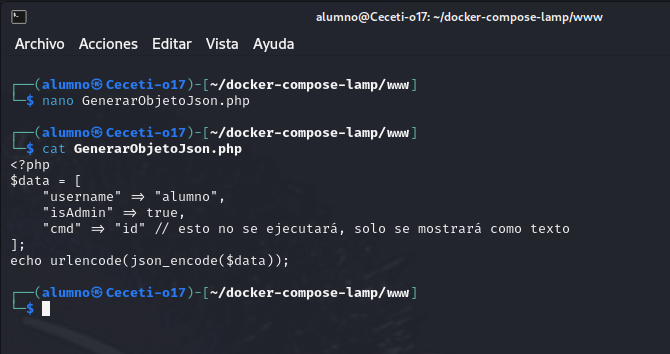 alumno@Ceceti-o17: ~/docker-compose-lamp/www
Archivo Acciones Editar Vista Ayuda
┌──(alumno㉿Ceceti-o17)-[~/docker-compose-lamp/www]
└─$ nano GenerarObjetoJson.php
┌──(alumno㉿Ceceti-o17)-[~/docker-compose-lamp/www]
└─$ cat GenerarObjetoJson.php
<?php
$data = [
    "username" => "alumno",
    "isAdmin" => true,
    "cmd" => "id" // esto no se ejecutará, solo se mostrará como texto
];
echo urlencode(json_encode($data));
┌──(alumno㉿Ceceti-o17)-[~/docker-compose-lamp/www]
└─$